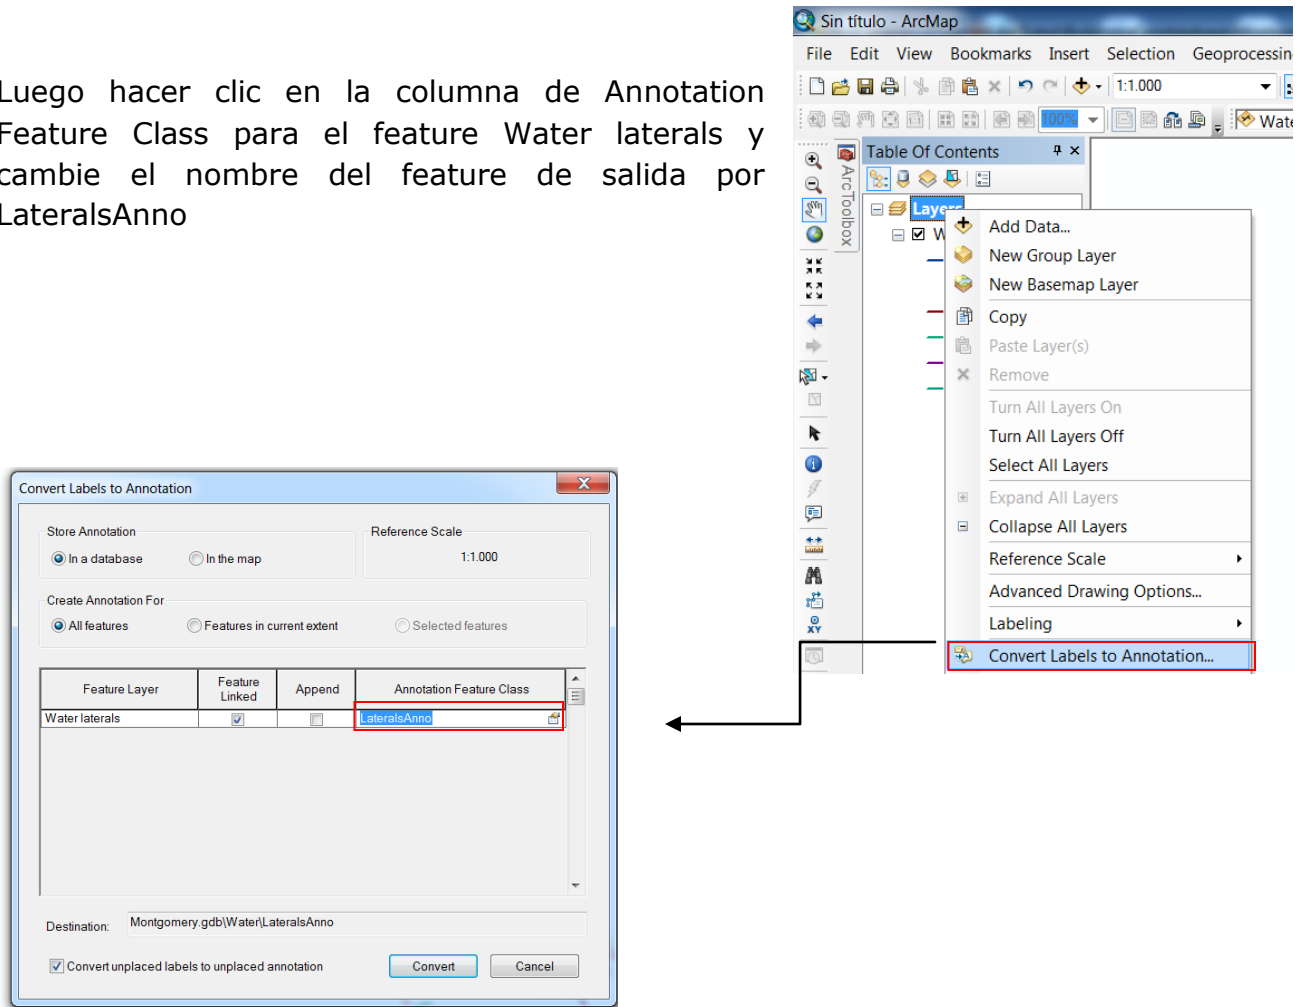 Luego hacer clic en la columna de Annotation
Feature Class para el feature Water laterals y
cambie el nombre del feature de salida por
LateralsAnno
Sin título - ArcMap
File Edit View Bookmarks Insert Selection
1:1.000
100%
Table Of Contents
ArcToolbox
Layers
Add Data...
New Group Layer
New Basemap Layer
Copy
Paste Layer(s)
Remove
Turn All Layers On
Turn All Layers Off
Select All Layers
Expand All Layers
Collapse All Layers
Reference Scale
Advanced Drawing Options...
Labeling
Convert Labels to Annotation...
Convert Labels to Annotation
Store Annotation
In a database In the map
Reference Scale
1:1.000
Create Annotation For
All features Features in current extent Selected features
Feature Layer Feature Linked Append Annotation Feature Class
Water laterals LateralsAnno
Destination: Montgomery.gdb\Water\LateralsAnno
Convert unplaced labels to unplaced annotation Convert Cancel